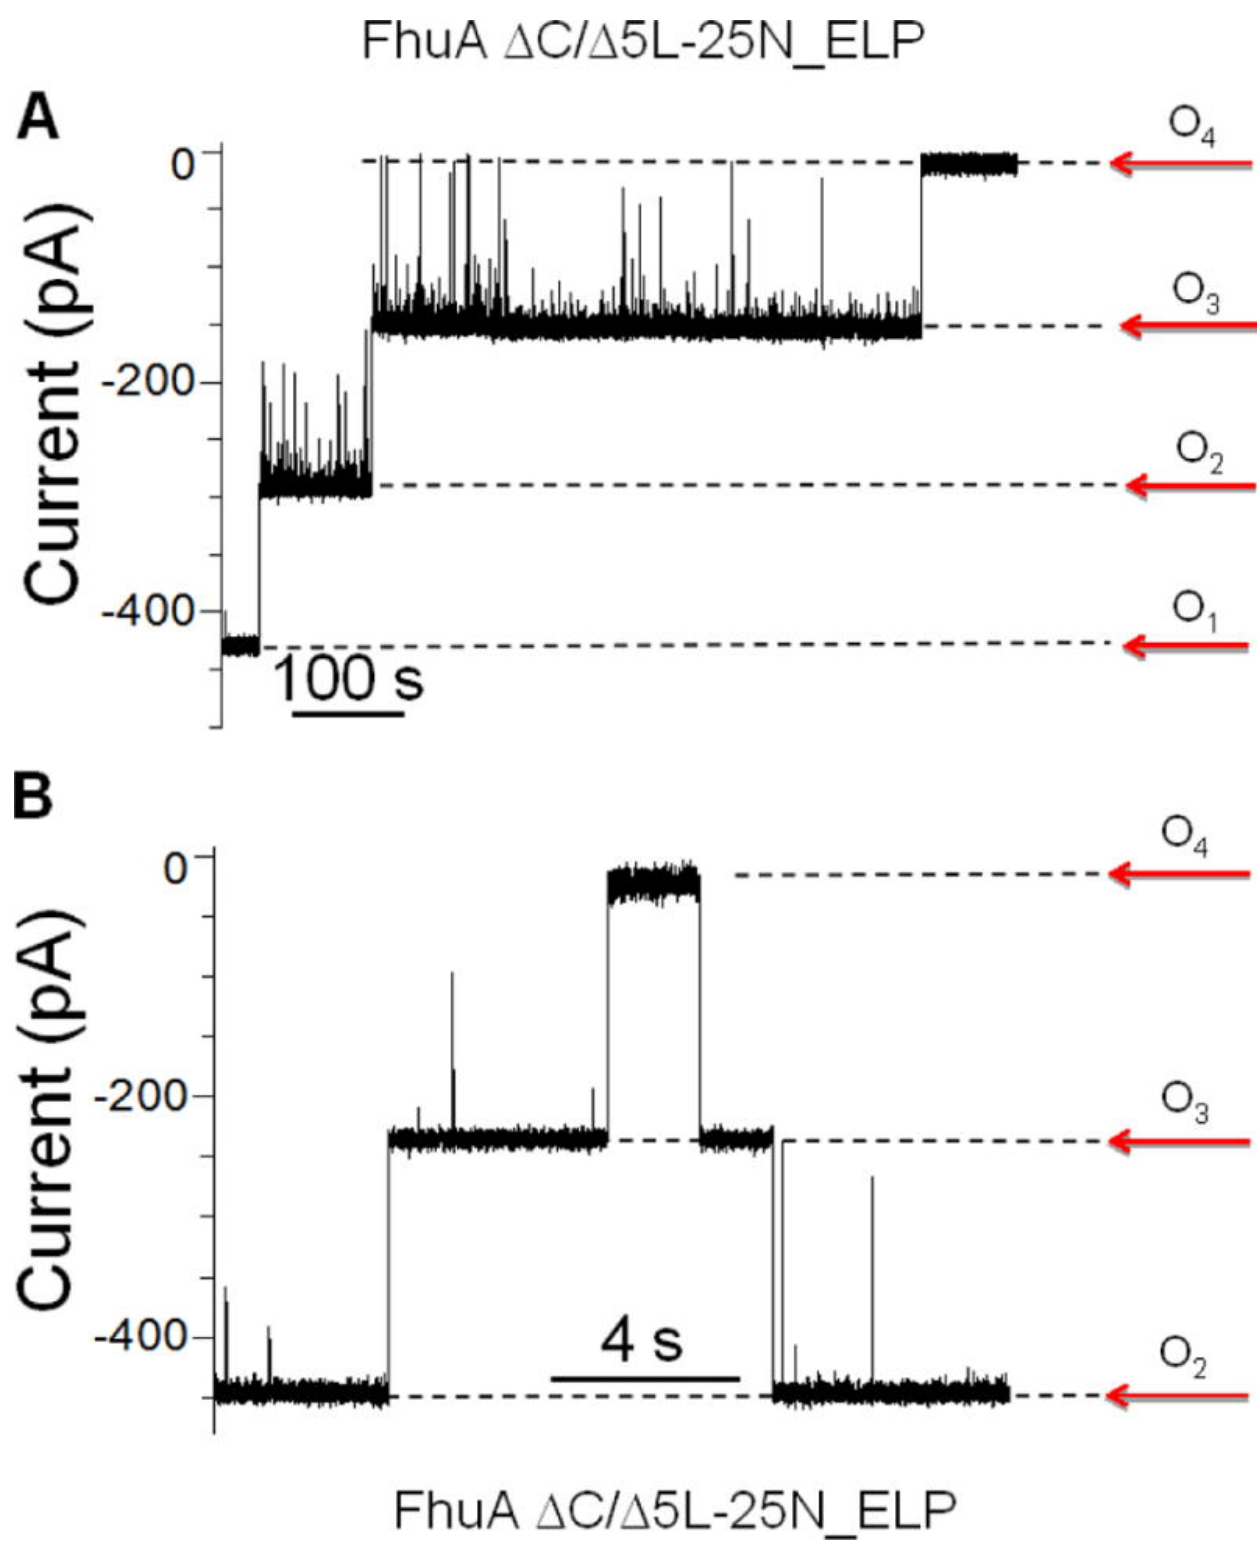 FhuA ΔC/Δ5L-25N_ELP
A
Current (pA)
0
-200
-400
O₄
O₃
O₂
O₁
100 s
B
Current (pA)
0
-200
-400
O₄
O₃
O₂
4 s
FhuA ΔC/Δ5L-25N_ELP